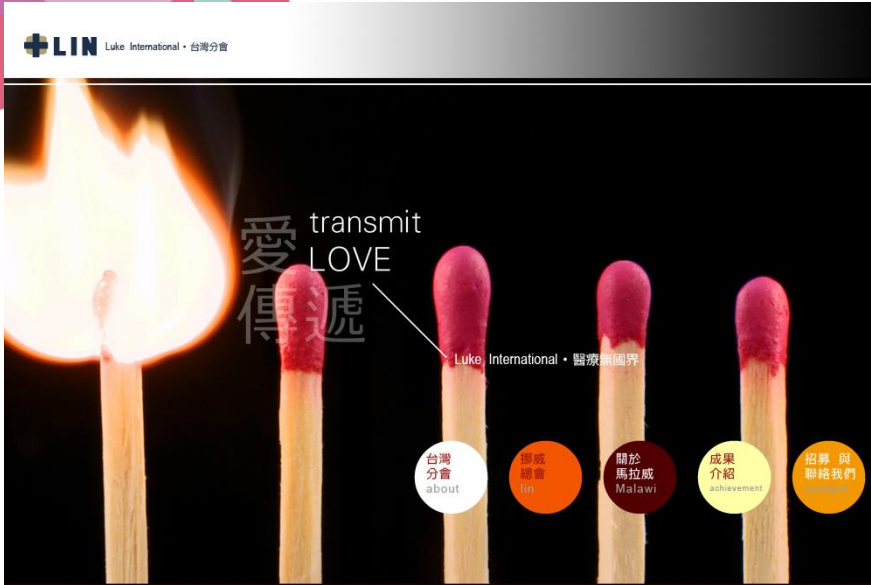 LIN Luke International・台灣分會
愛
傳遞
transmit
LOVE
Luke International・醫療無國界
台灣
分會
about
挪威
總會
lin
關於
馬拉威
Malawi
成果
介紹
achievement
招募 與
聯絡我們